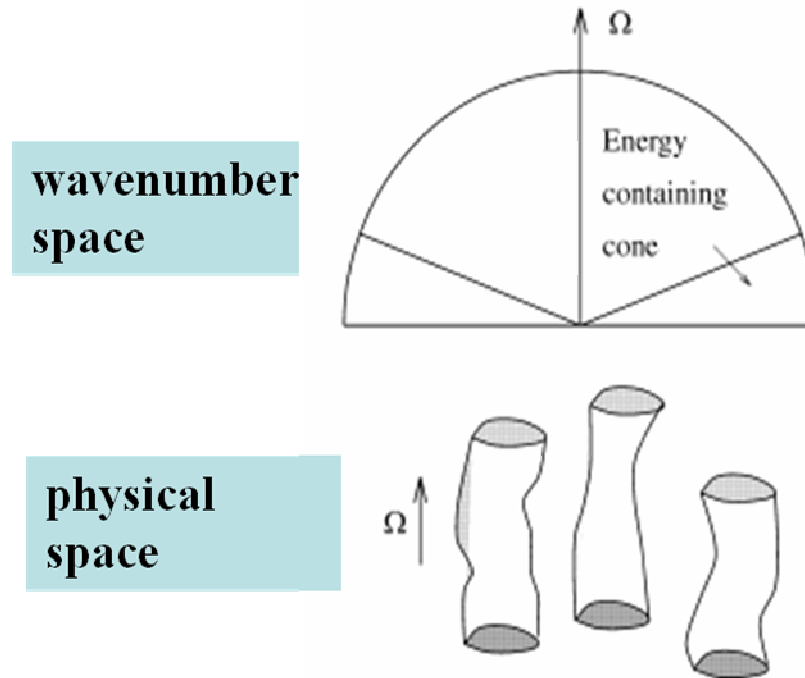 Ω
wavenumber
space
Energy
containing
cone
physical
space
Ω